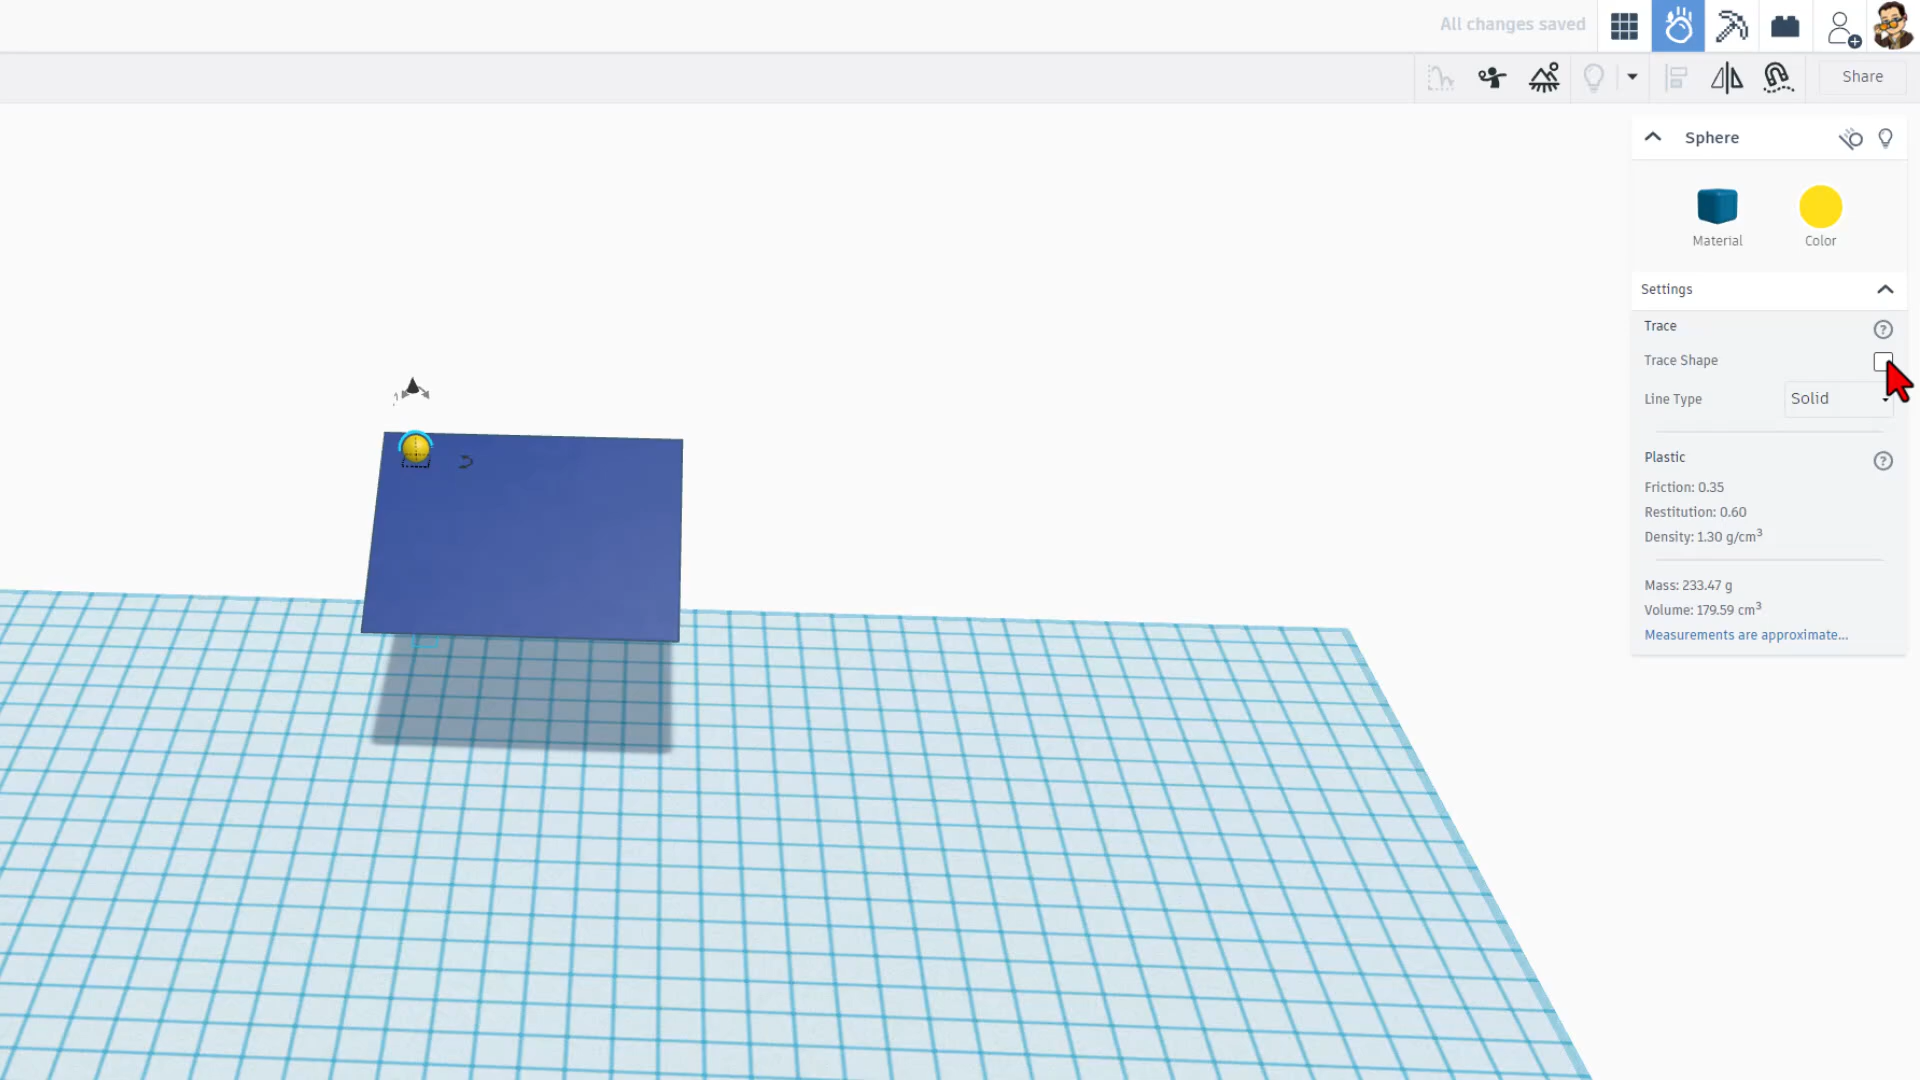 All changes saved
Share
Sphere
Material
Color
Settings
Trace
?
Trace Shape
Line Type
Solid
Plastic
?
Friction: 0.35
Restitution: 0.60
Density: 1.30 g/cm³
Mass: 233.47 g
Volume: 179.59 cm³
Measurements are approximate...